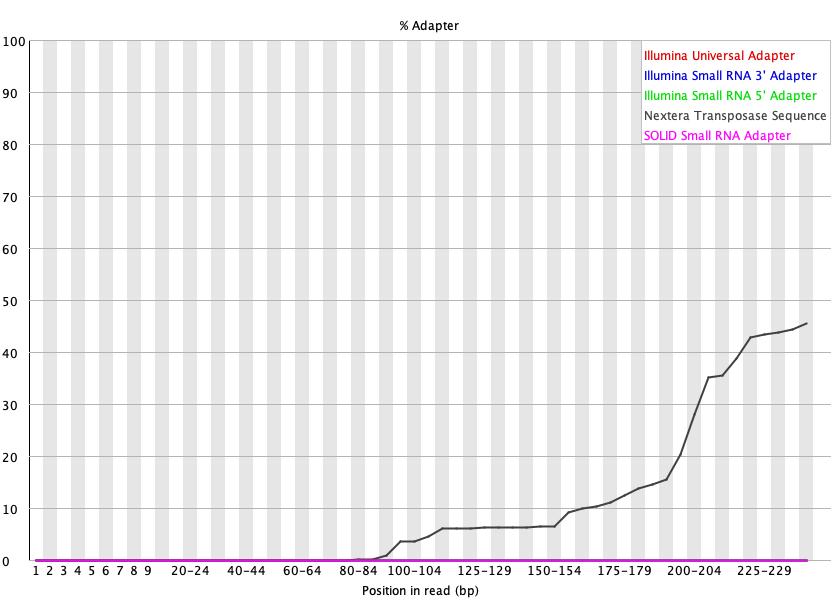 % Adapter
100
90
80
70
60
50
40
30
20
10
0
Illumina Universal Adapter
Illumina Small RNA 3' Adapter
Illumina Small RNA 5' Adapter
Nextera Transposase Sequence
SOLID Small RNA Adapter
1 2 3 4 5 6 7 8 9 20-24 40-44 60-64 80-84 100-104 125-129 150-154 175-179 200-204 225-229
Position in read (bp)